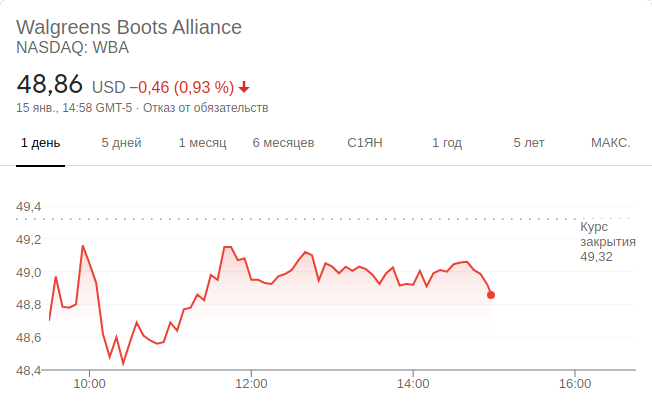 Walgreens Boots Alliance
NASDAQ: WBA
48,86 USD −0,46 (0,93 %)
15 янв., 14:58 GMT-5 · Отказ от обязательств
1 день 5 дней 1 месяц 6 месяцев С1ЯН 1 год 5 лет МАКС.
49,4
Курс
49,2 закрытия
49,32
49,0
48,8
48,6
48,4
10:00 12:00 14:00 16:00